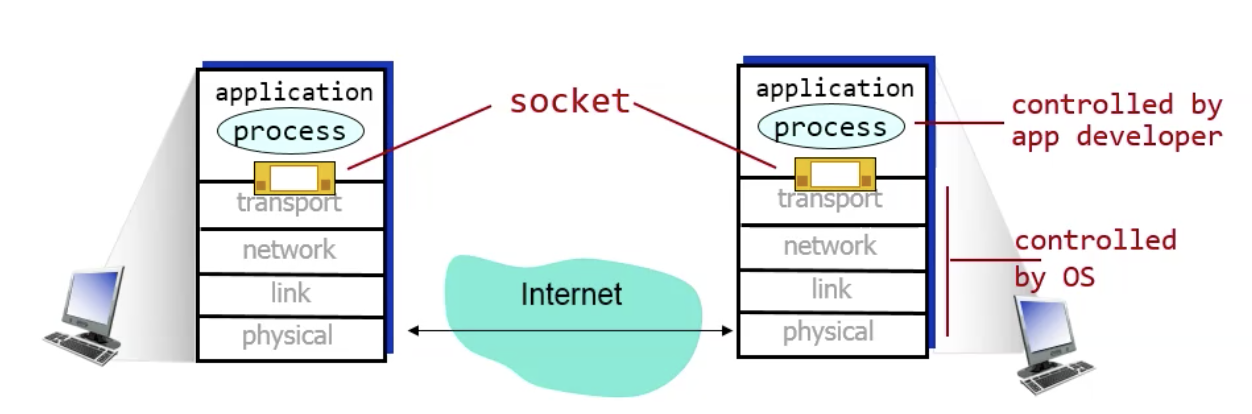 application
process
transport
network
link
physical
socket
Internet
application
process
transport
network
link
physical
controlled by
app developer
controlled
by OS